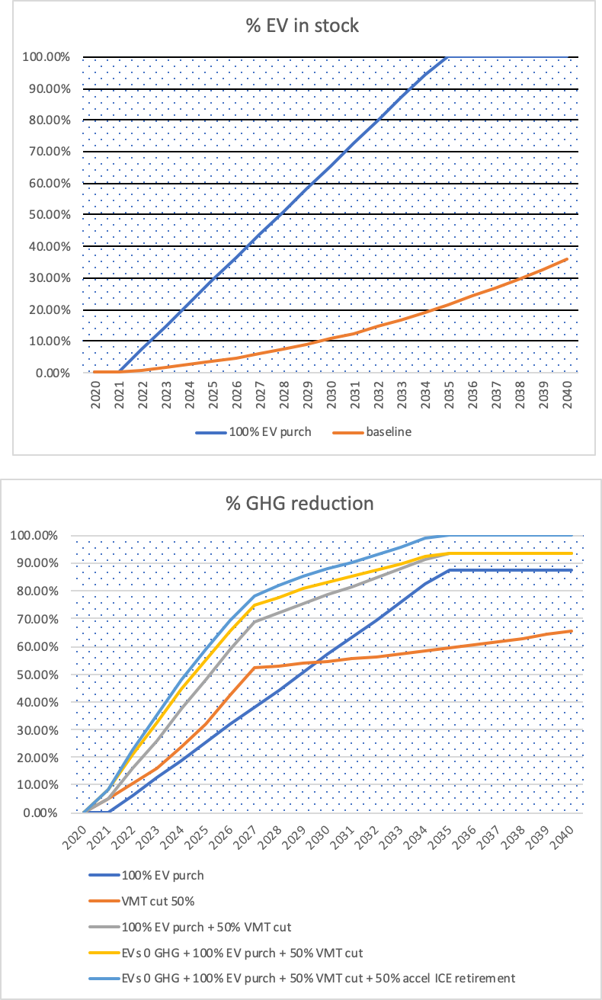 % EV in stock
100.00%
90.00%
80.00%
70.00%
60.00%
50.00%
40.00%
30.00%
20.00%
10.00%
0.00%
2020 2021 2022 2023 2024 2025 2026 2027 2028 2029 2030 2031 2032 2033 2034 2035 2036 2037 2038 2039 2040
100% EV purch baseline
% GHG reduction
100.00%
90.00%
80.00%
70.00%
60.00%
50.00%
40.00%
30.00%
20.00%
10.00%
0.00%
2020 2021 2022 2023 2024 2025 2026 2027 2028 2029 2030 2031 2032 2033 2034 2035 2036 2037 2038 2039 2040
100% EV purch
VMT cut 50%
100% EV purch + 50% VMT cut
EVs 0 GHG + 100% EV purch + 50% VMT cut
EVs 0 GHG + 100% EV purch + 50% VMT cut + 50% accel ICE retirement